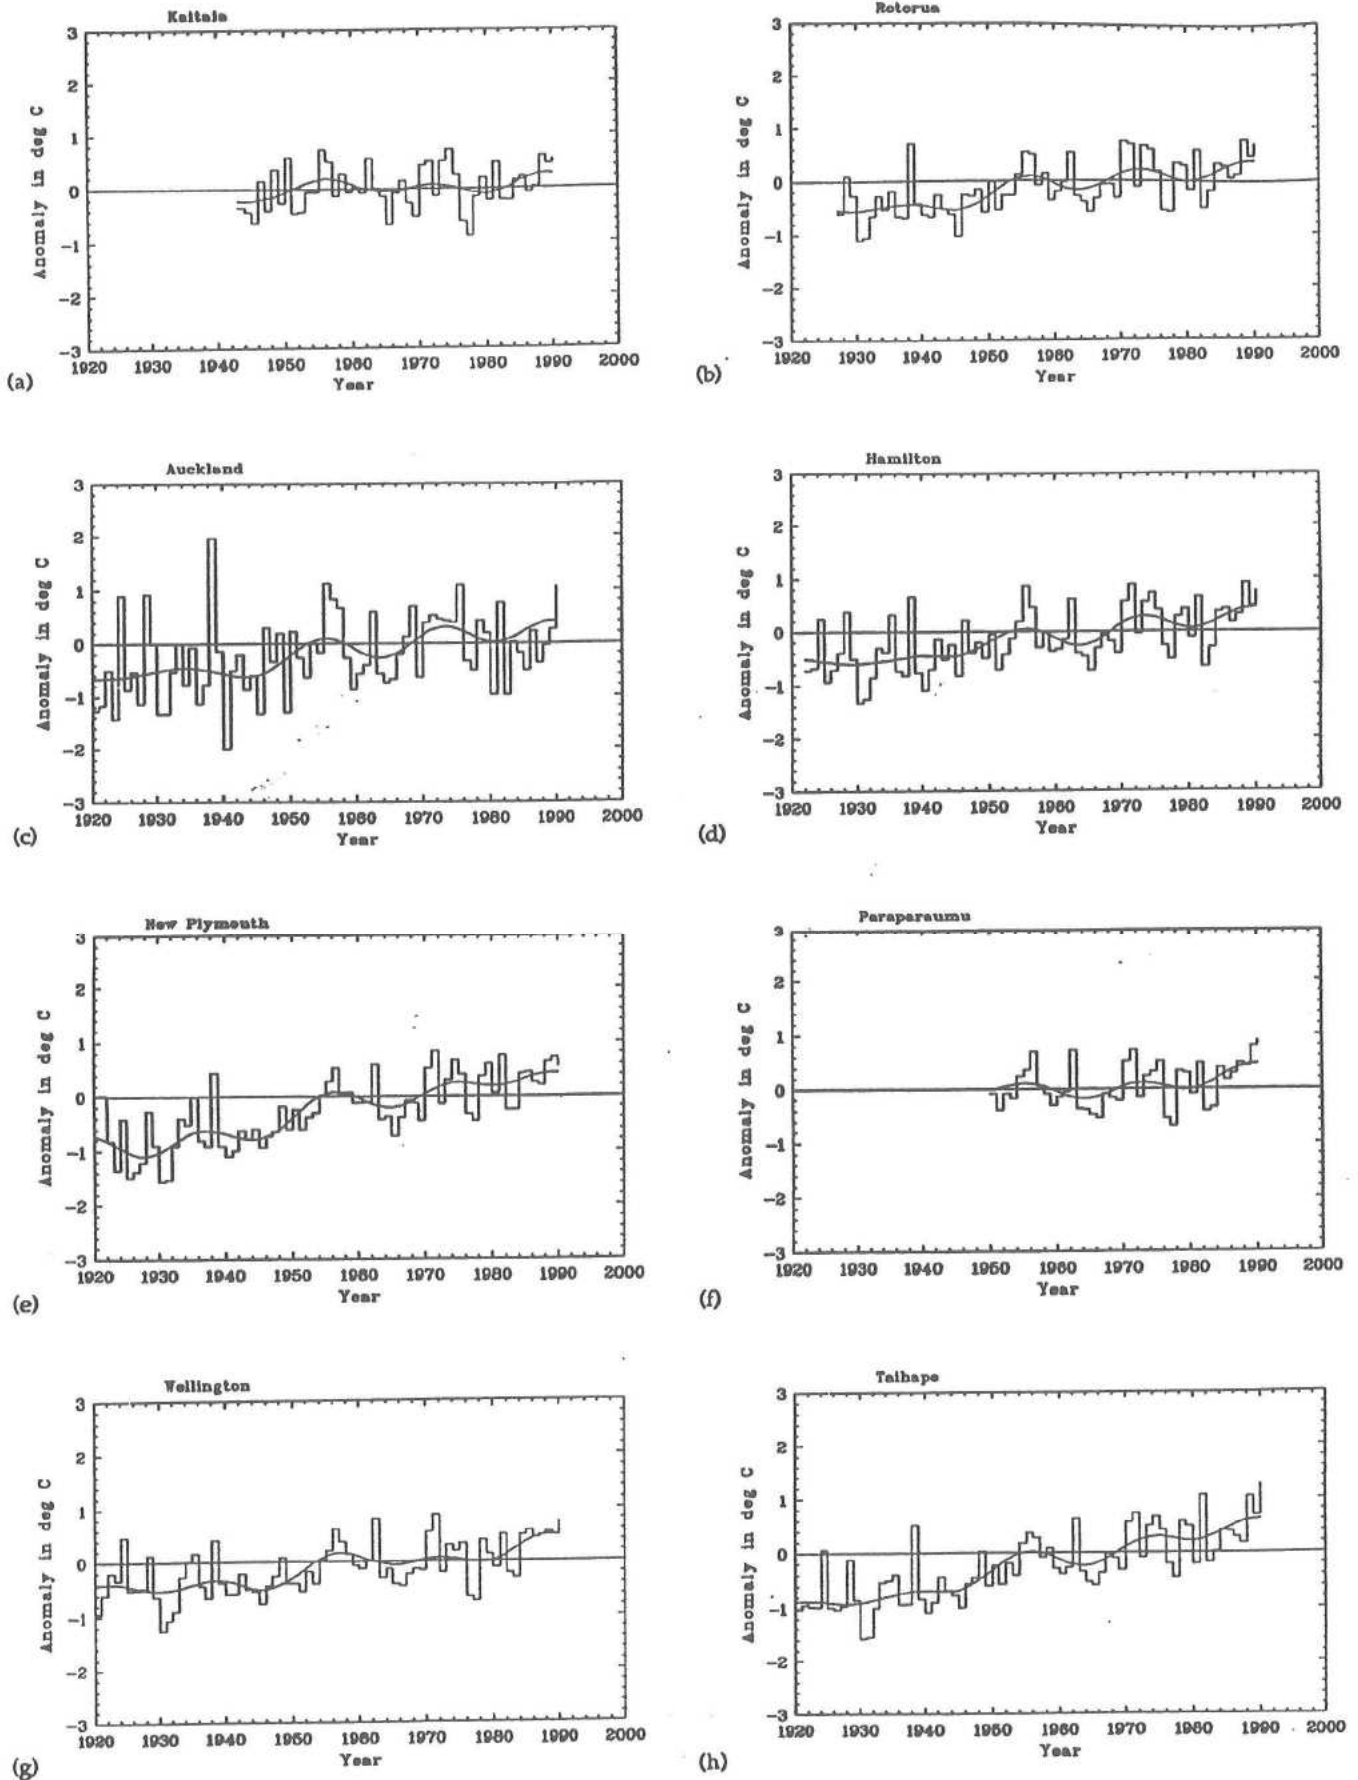 Kaitaia
3
2
1
0
−1
−2
−3
Anomaly in deg C
1920 1930 1940 1950 1960 1970 1980 1990 2000
Year
(a)
Rotorua
3
2
1
0
−1
−2
−3
Anomaly in deg C
1920 1930 1940 1950 1960 1970 1980 1990 2000
Year
(b)
Auckland
3
2
1
0
−1
−2
−3
Anomaly in deg C
1920 1930 1940 1950 1960 1970 1980 1990 2000
Year
(c)
Hamilton
3
2
1
0
−1
−2
−3
Anomaly in deg C
1920 1930 1940 1950 1960 1970 1980 1990 2000
Year
(d)
New Plymouth
3
2
1
0
−1
−2
−3
Anomaly in deg C
1920 1930 1940 1950 1960 1970 1980 1990 2000
Year
(e)
Paraparaumu
3
2
1
0
−1
−2
−3
Anomaly in deg C
1920 1930 1940 1950 1960 1970 1980 1990 2000
Year
(f)
Wellington
3
2
1
0
−1
−2
−3
Anomaly in deg C
1920 1930 1940 1950 1960 1970 1980 1990 2000
Year
(g)
Taihape
3
2
1
0
−1
−2
−3
Anomaly in deg C
1920 1930 1940 1950 1960 1970 1980 1990 2000
Year
(h)